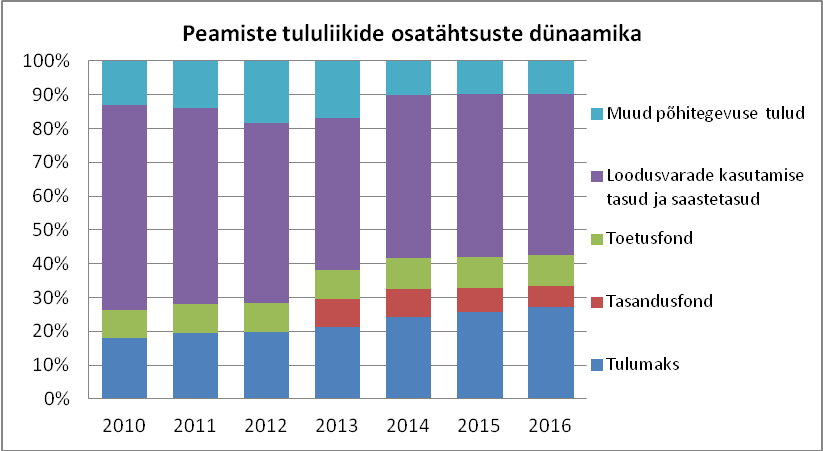 Peamiste tululiikide osatähtsuste dünaamika
100%
90%
80%
70%
60%
50%
40%
30%
20%
10%
0%
2010 2011 2012 2013 2014 2015 2016
Muud põhitegevuse tulud
Loodusvarade kasutamise
tasud ja saastetasud
Toetusfond
Tasandusfond
Tulumaks